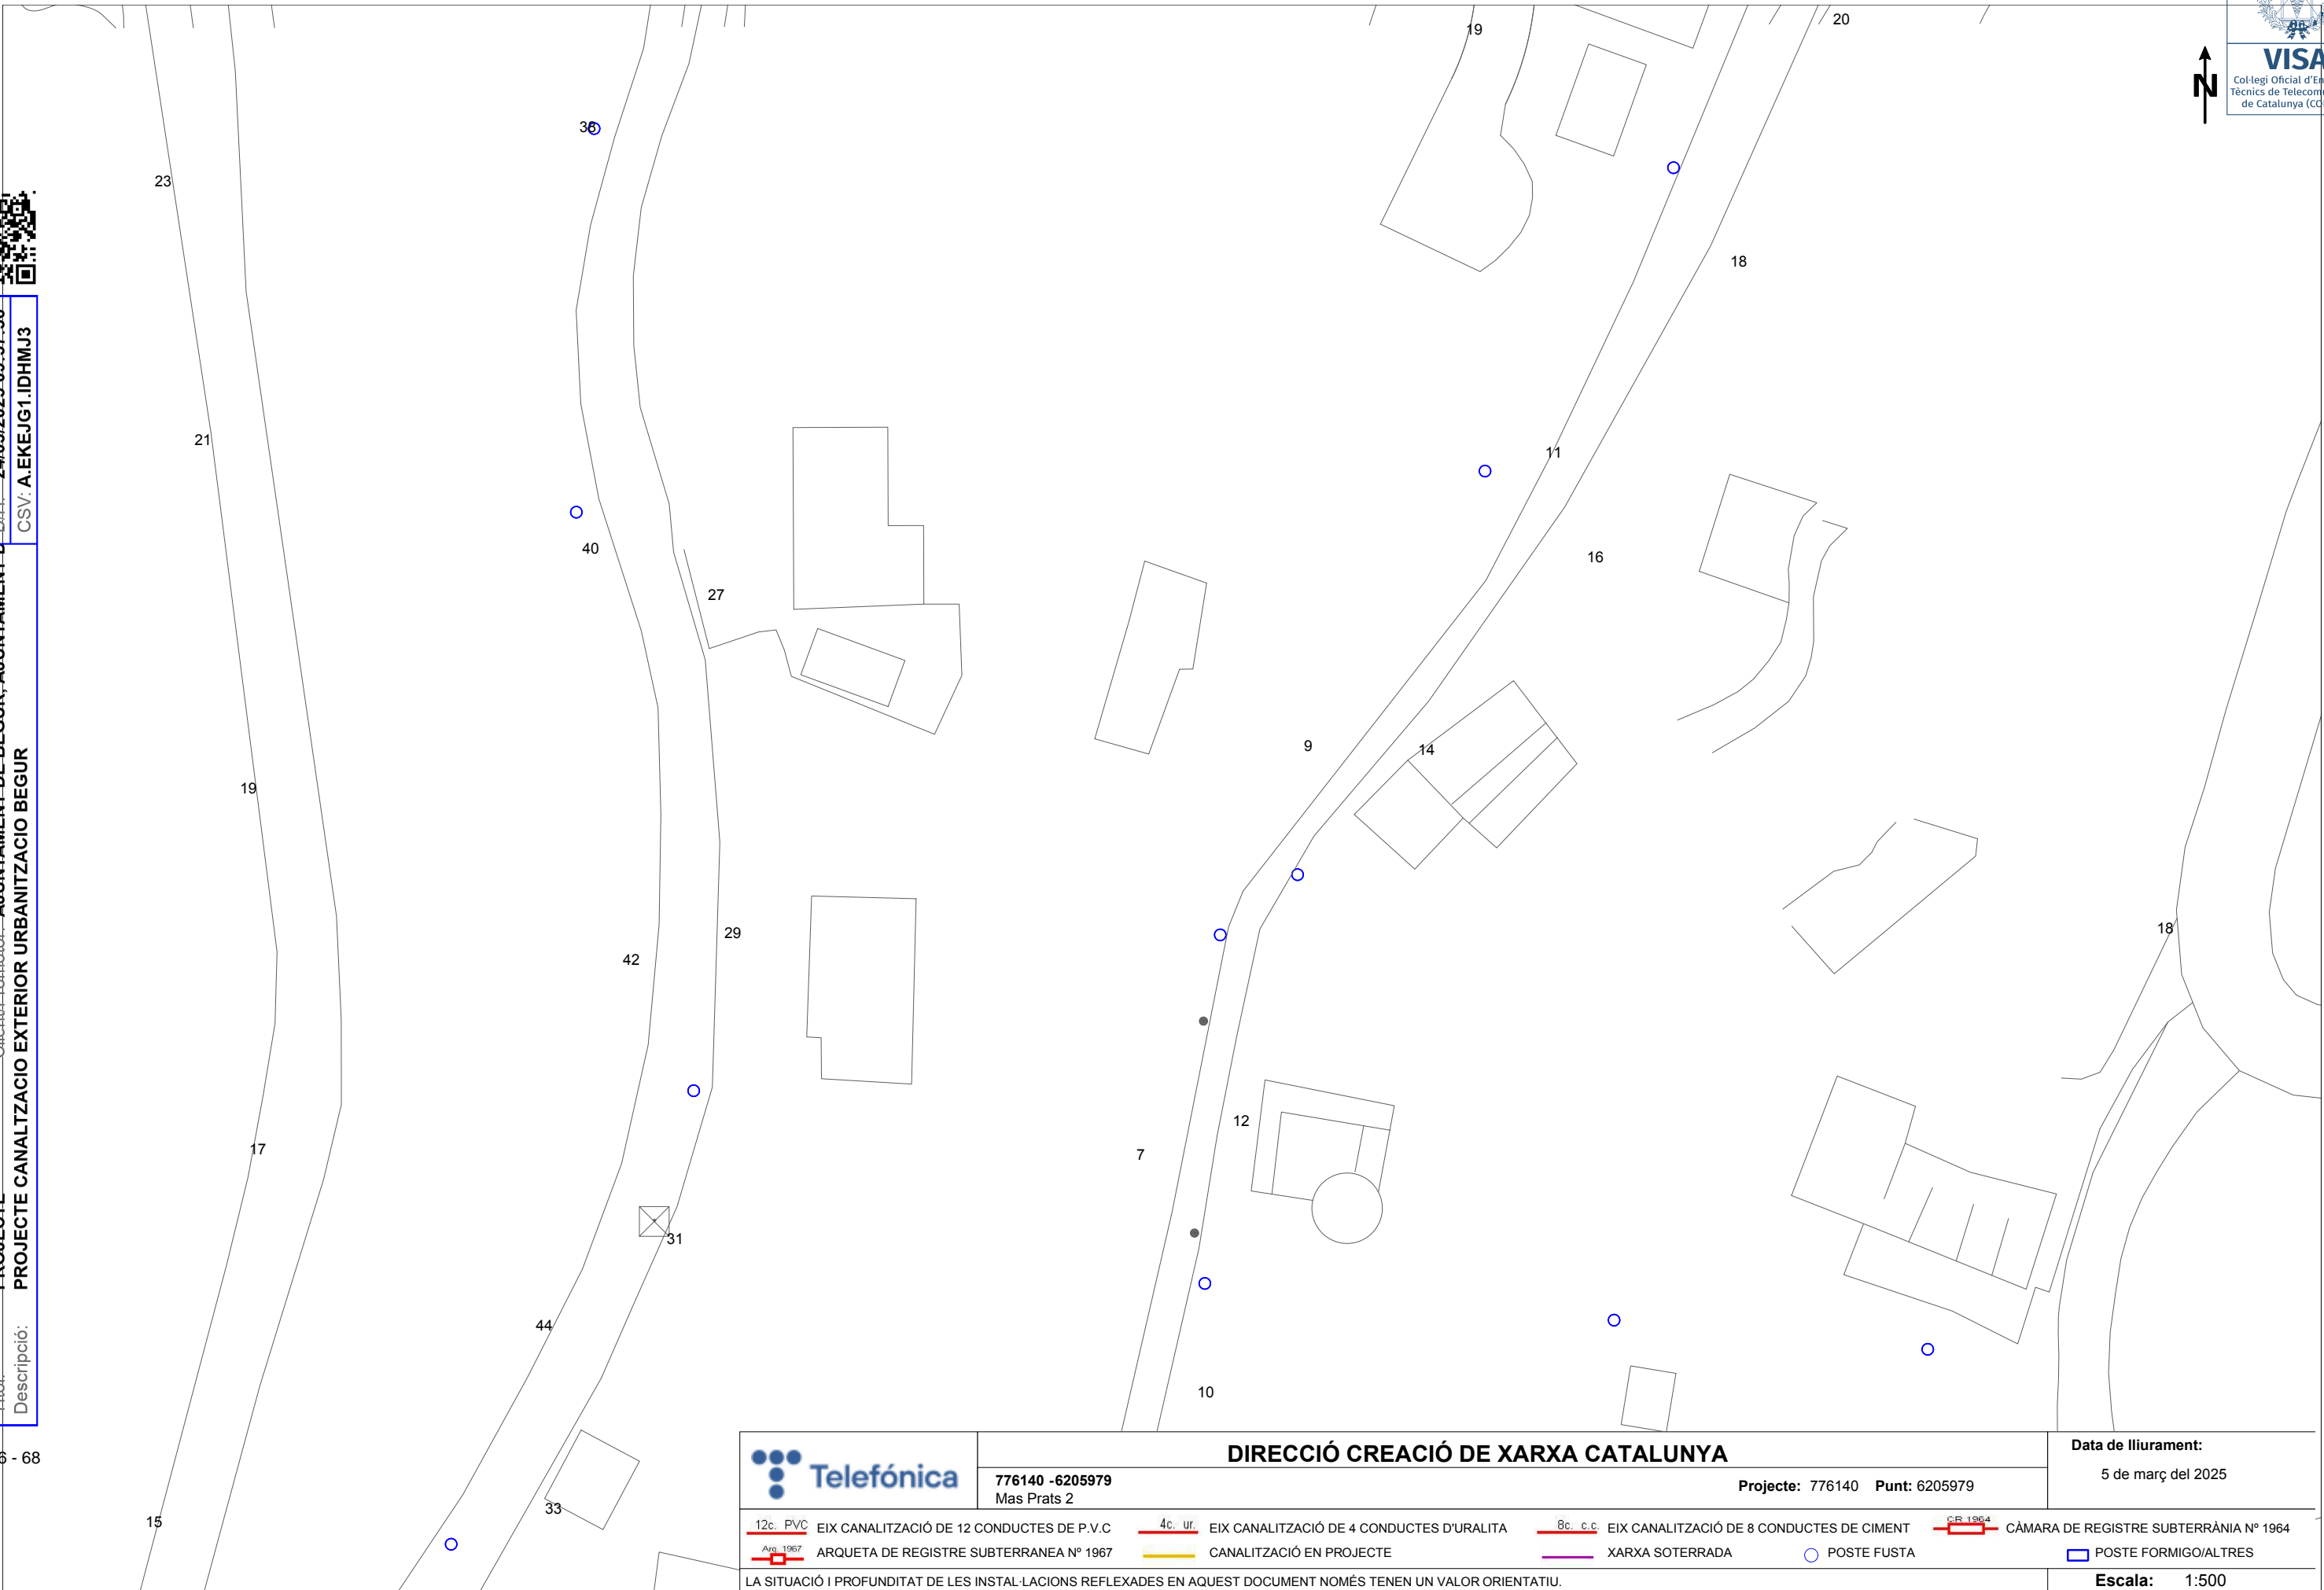 19
20
VISA
Col·legi Oficial d'En
Tècnics de Telecom
de Catalunya (CO
N
38
23
18
CSV: A.EKEJG1.IDHMJ3
21
11
40
16
27
9
14
19
PROJECTE CANALTZACIO EXTERIOR URBANITZACIO BEGUR
29
18
42
12
17
7
31
44
Descripció:
10
- 68
15
33
Telefónica
DIRECCIÓ CREACIÓ DE XARXA CATALUNYA
776140 -6205979
Mas Prats 2
Projecte: 776140 Punt: 6205979
Data de lliurament:
5 de març del 2025
12c. PVC EIX CANALITZACIÓ DE 12 CONDUCTES DE P.V.C
4c. ur. EIX CANALITZACIÓ DE 4 CONDUCTES D'URALITA
8c. c.c. EIX CANALITZACIÓ DE 8 CONDUCTES DE CIMENT
C.R. 1964 CÀMARA DE REGISTRE SUBTERRÀNIA Nº 1964
Arq. 1967 ARQUETA DE REGISTRE SUBTERRANEA Nº 1967
CANALITZACIÓ EN PROJECTE
XARXA SOTERRADA
POSTE FUSTA
POSTE FORMIGO/ALTRES
LA SITUACIÓ I PROFUNDITAT DE LES INSTAL·LACIONS REFLEXADES EN AQUEST DOCUMENT NOMÉS TENEN UN VALOR ORIENTATIU.
Escala: 1:500